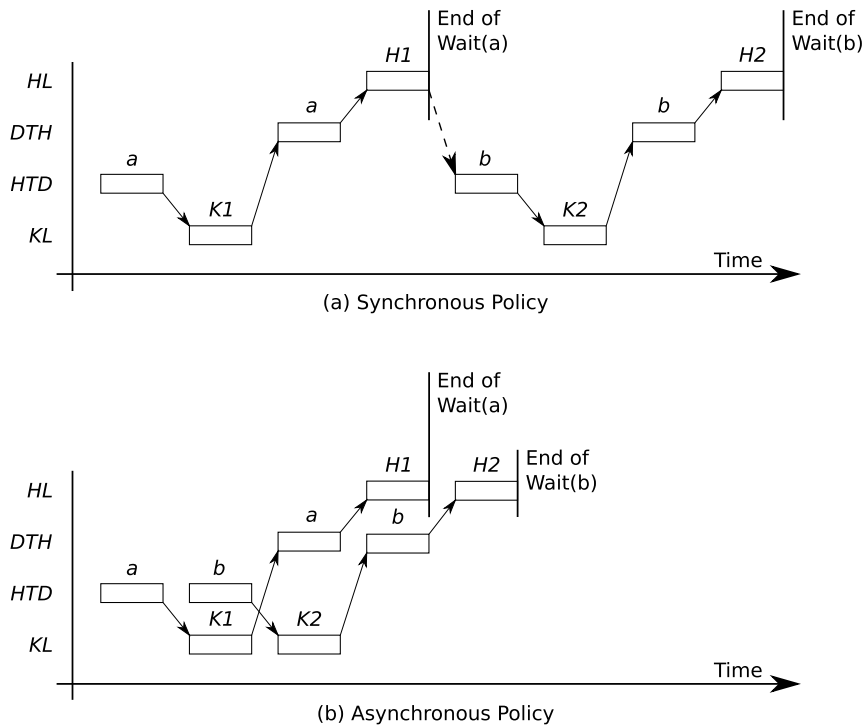 End of
Wait(a)
End of
Wait(b)
H1
H2
HL
a
b
DTH
a
b
HTD
K1
K2
KL
Time
(a) Synchronous Policy
End of
Wait(a)
End of
Wait(b)
H1
H2
HL
a
b
DTH
a
b
HTD
K1
K2
KL
Time
(b) Asynchronous Policy